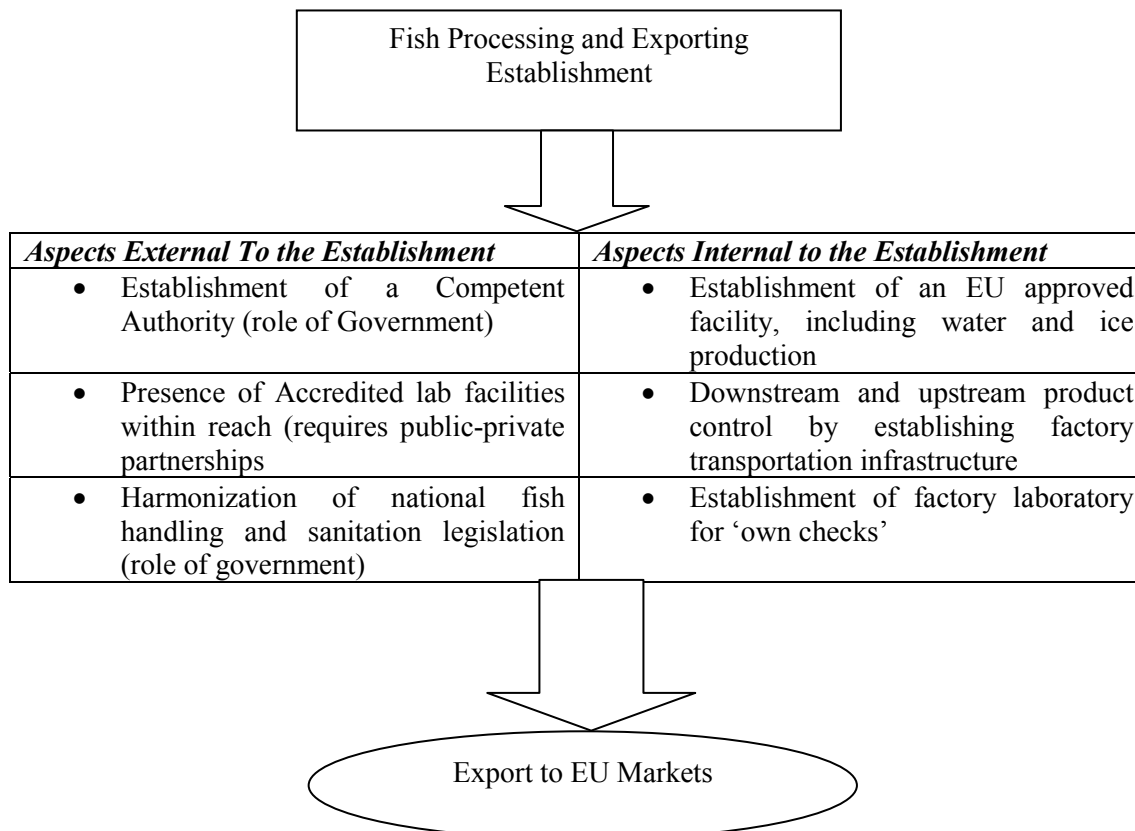 Fish Processing and Exporting
Establishment
Aspects External To the Establishment
Aspects Internal to the Establishment
• Establishment of a Competent
Authority (role of Government)
• Establishment of an EU approved
facility, including water and ice
production
• Presence of Accredited lab facilities
within reach (requires public-private
partnerships
• Downstream and upstream product
control by establishing factory
transportation infrastructure
• Harmonization of national fish
handling and sanitation legislation
(role of government)
• Establishment of factory laboratory
for ‘own checks’
Export to EU Markets